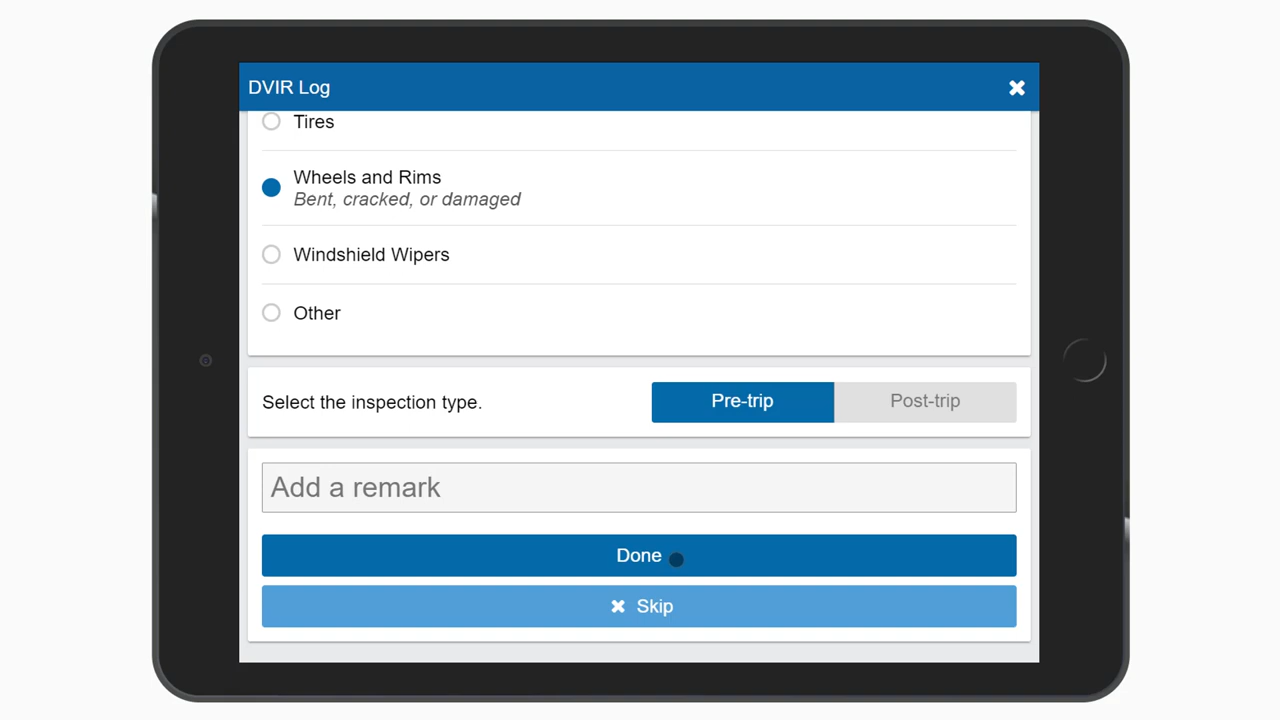 DVIR Log
Tires
Wheels and Rims
Bent, cracked, or damaged
Windshield Wipers
Other
Select the inspection type.
Pre-trip
Post-trip
Add a remark
Done
Skip